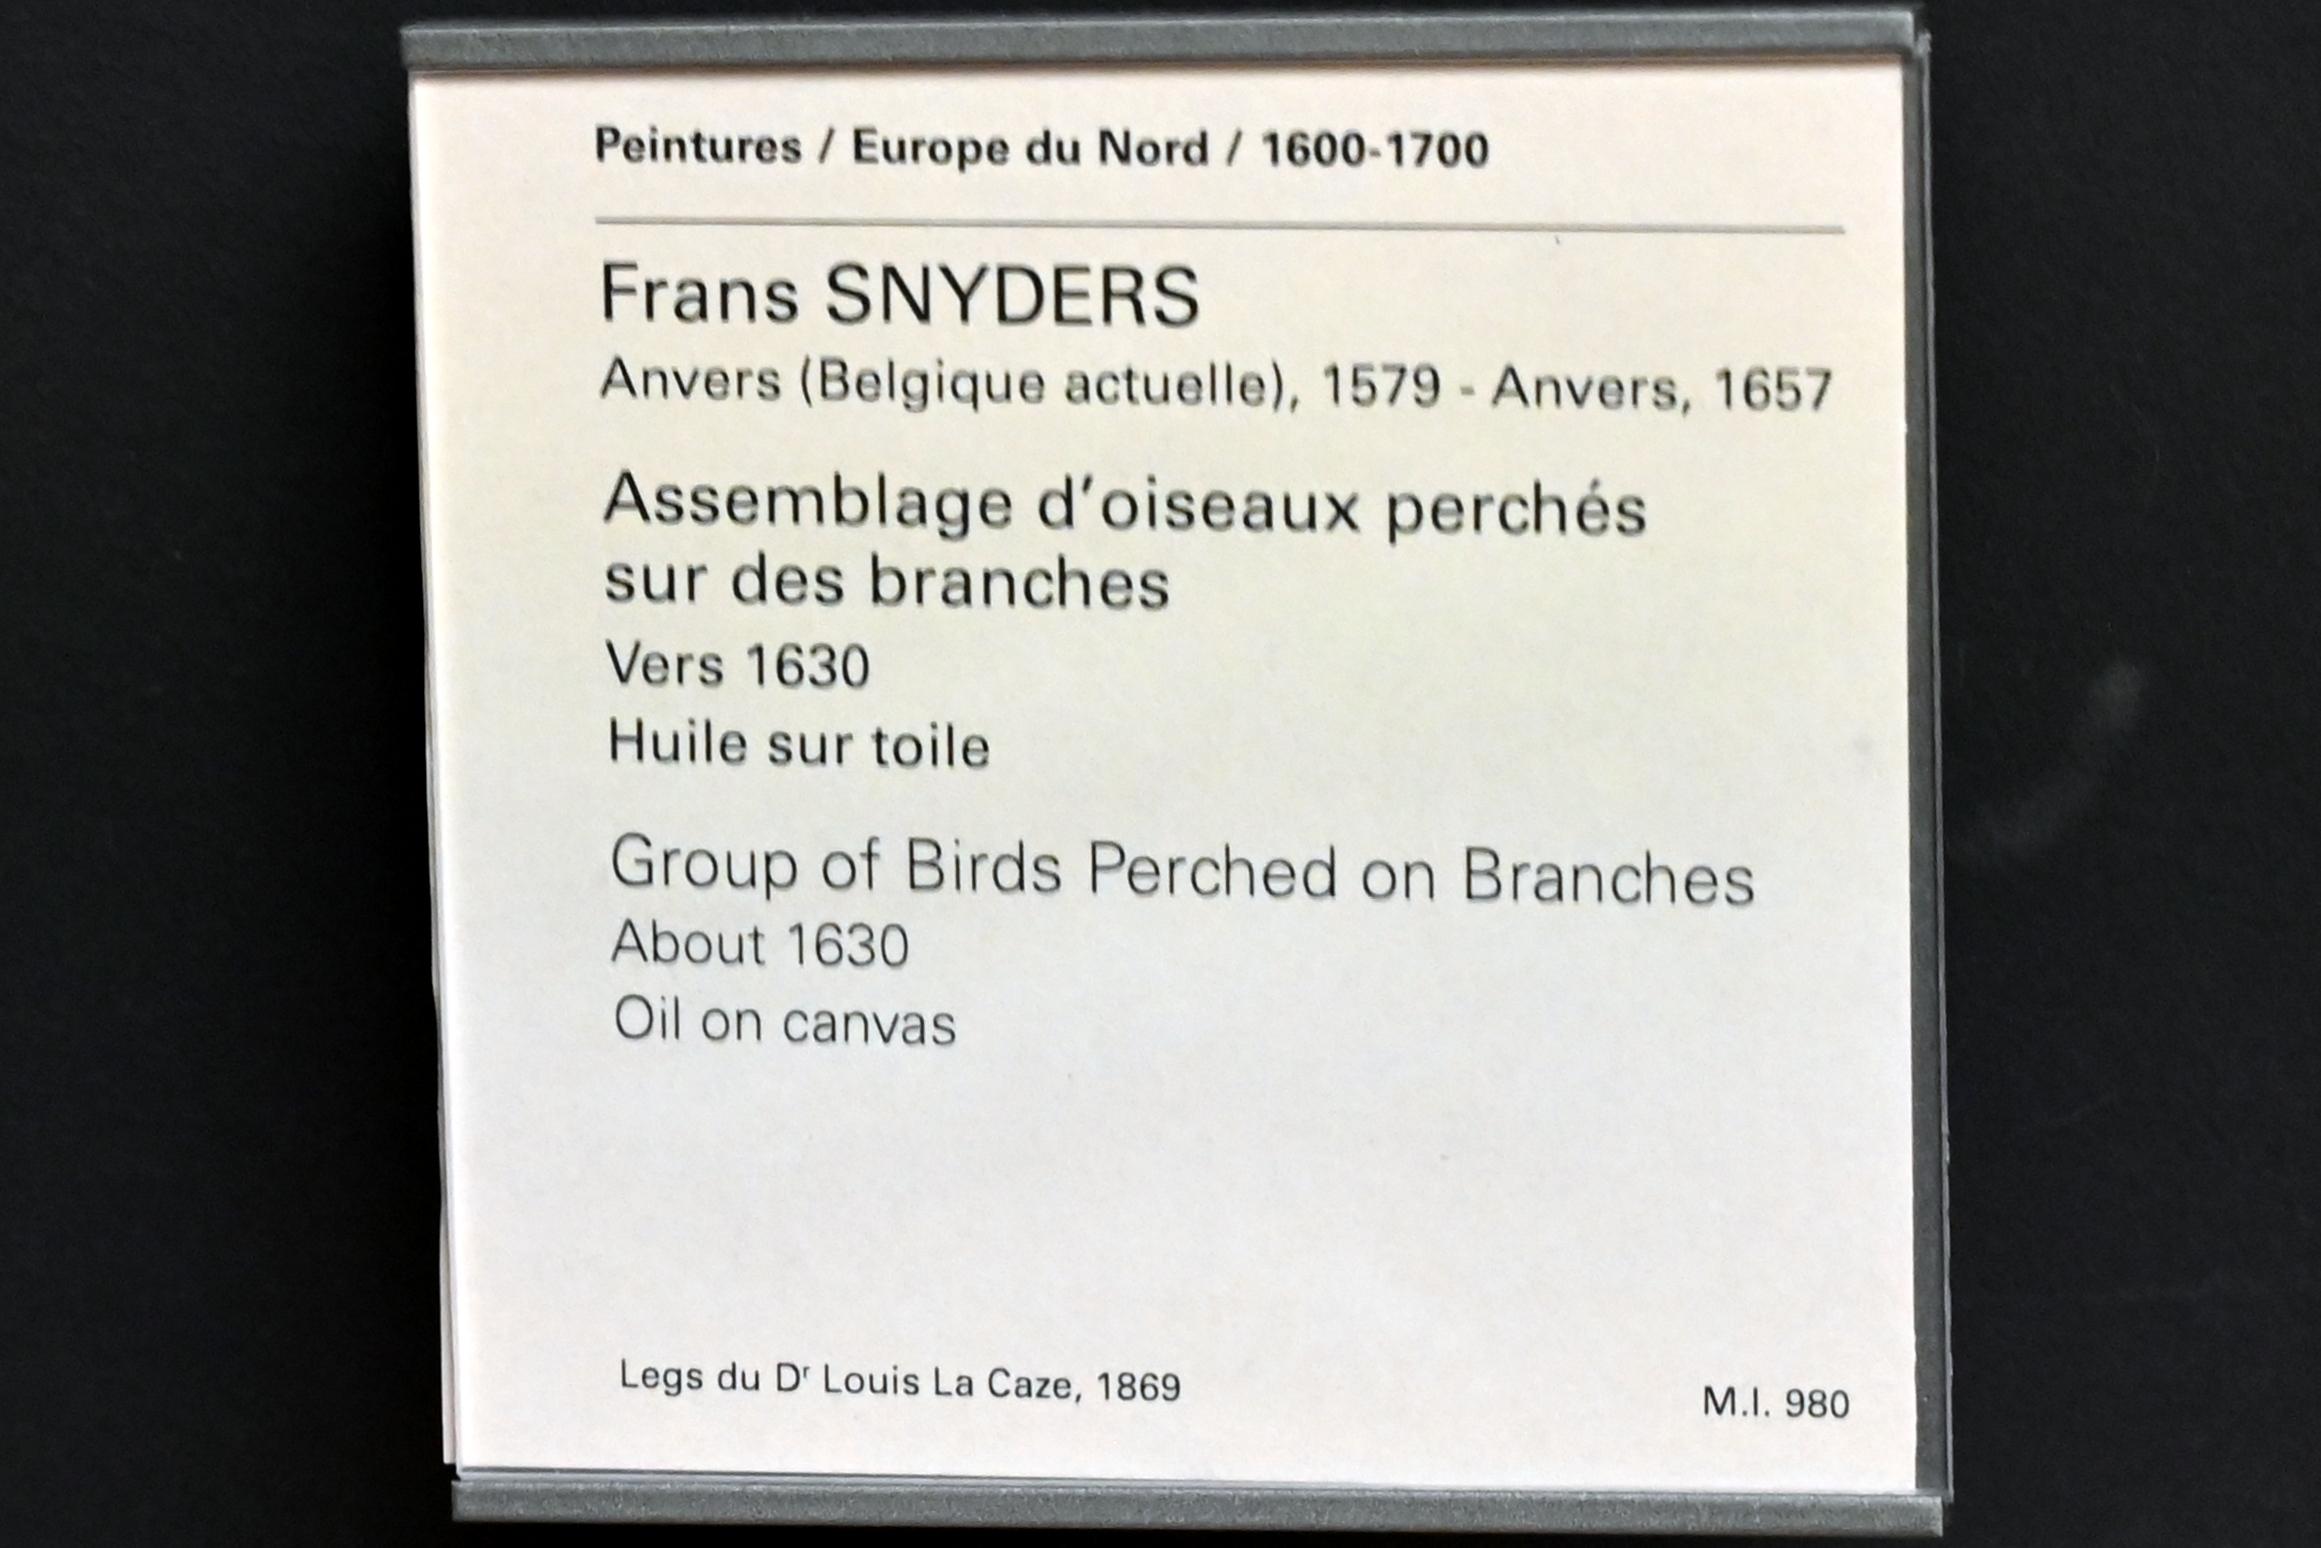 Peintures / Europe du Nord / 1600-1700
Frans SNYDERS
Anvers (Belgique actuelle), 1579 - Anvers, 1657
Assemblage d’oiseaux perchés
sur des branches
Vers 1630
Huile sur toile
Group of Birds Perched on Branches
About 1630
Oil on canvas
Legs du Dʳ Louis La Caze, 1869
M.I. 980